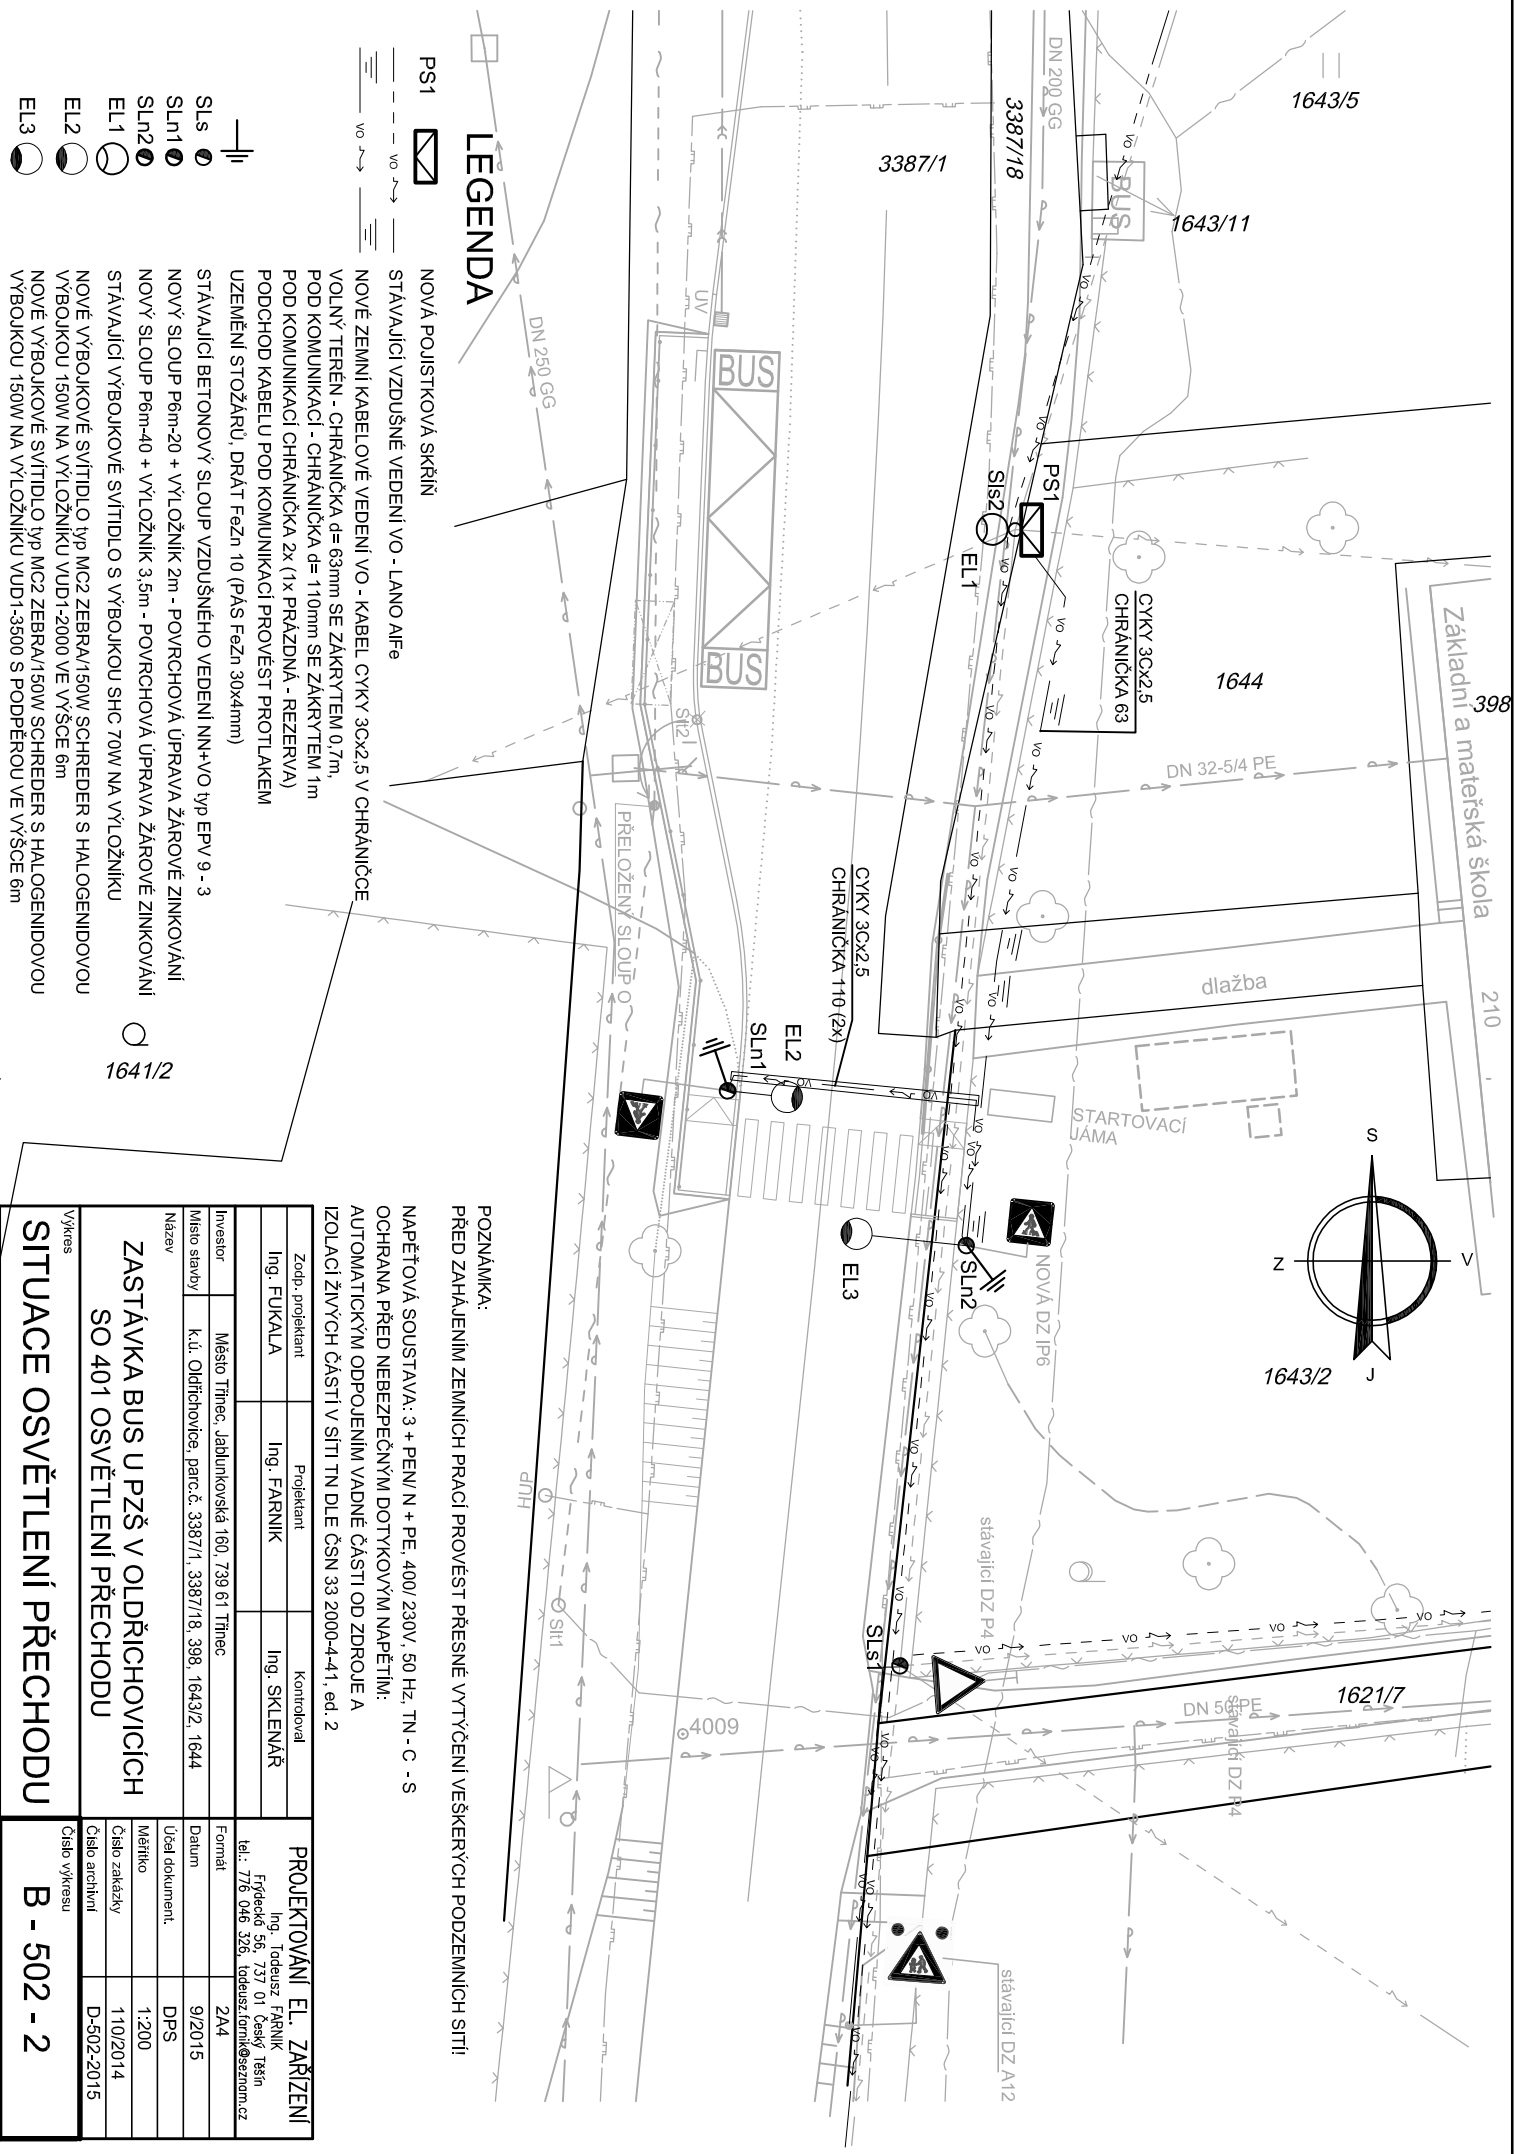 1643/5
DN 200 GG
3387/18
3387/1
BUS
1643/11
VO
UV
BUS
BUS
DN 250 GG
PS1
Sls2
EL1
CYKY 3Cx2,5
CHRÁNIČKA 63
1644
398
Základní a mateřská škola
210
DN 32-5/4 PE
Slt2
PŘELOŽENÝ SLOUP O
CYKY 3Cx2,5
CHRÁNIČKA 110 (2x)
dlažba
STARTOVACÍ
JÁMA
EL2
SLn1
1641/2
S
V
Z
J
1643/2
NOVÁ DZ IP6
SLn2
EL3
HUP
Slt1
stávající DZ P4
SLs1
4009
1621/7
DN 50 PE
stávající DZ P4
stávající DZ A12
LEGENDA
PS1 NOVÁ POJISTKOVÁ SKŘÍŇ
VO STÁVAJÍCÍ VZDUŠNÉ VEDENÍ VO - LANO AlFe
VO NOVÉ ZEMNÍ KABELOVÉ VEDENÍ VO - KABEL CYKY 3Cx2,5 V CHRÁNIČCE
VOLNÝ TERÉN - CHRÁNIČKA d= 63mm SE ZÁKRYTEM 0,7m,
POD KOMUNIKACÍ - CHRÁNIČKA d= 110mm SE ZÁKRYTEM 1m
POD KOMUNIKACÍ CHRÁNIČKA 2x (1x PRÁZDNÁ - REZERVA)
PODCHOD KABELU POD KOMUNIKACÍ PROVÉST PROTLAKEM
UZEMĚNÍ STOŽÁRŮ, DRÁT FeZn 10 (PÁS FeZn 30x4mm)
SLs STÁVAJÍCÍ BETONOVÝ SLOUP VZDUŠNÉHO VEDENÍ NN+VO typ EPV 9 - 3
SLn1 NOVÝ SLOUP P6m-20 + VÝLOŽNÍK 2m - POVRCHOVÁ ÚPRAVA ŽÁROVÉ ZINKOVÁNÍ
SLn2 NOVÝ SLOUP P6m-40 + VÝLOŽNÍK 3,5m - POVRCHOVÁ ÚPRAVA ŽÁROVÉ ZINKOVÁNÍ
EL1 STÁVAJÍCÍ VÝBOJKOVÉ SVÍTIDLO S VÝBOJKOU SHC 70W NA VÝLOŽNÍKU
EL2 NOVÉ VÝBOJKOVÉ SVÍTIDLO typ MC2 ZEBRA/150W SCHREDER S HALOGENIDOVOU
VÝBOJKOU 150W NA VÝLOŽNÍKU VUD1-2000 VE VÝŠCE 6m
EL3 NOVÉ VÝBOJKOVÉ SVÍTIDLO typ MC2 ZEBRA/150W SCHREDER S HALOGENIDOVOU
VÝBOJKOU 150W NA VÝLOŽNÍKU VUD1-3500 S PODPĚROU VE VÝŠCE 6m
POZNÁMKA:
PŘED ZAHÁJENÍM ZEMNÍCH PRACÍ PROVÉST PŘESNÉ VYTÝČENÍ VEŠKERÝCH PODZEMNÍCH SÍTÍ!
NAPĚŤOVÁ SOUSTAVA: 3 + PEN/ N + PE, 400/ 230V, 50 Hz, TN - C - S
OCHRANA PŘED NEBEZPEČNÝM DOTYKOVÝM NAPĚTÍM:
AUTOMATICKÝM ODPOJENÍM VADNÉ ČÁSTI OD ZDROJE A
IZOLACÍ ŽIVÝCH ČÁSTÍ V SÍTI TN DLE ČSN 33 2000-4-41, ed. 2
Zodp. projektant Projektant Kontroloval
Ing. FUKALA Ing. FARNIK Ing. SKLENÁŘ
PROJEKTOVÁNÍ EL. ZAŘÍZENÍ
Ing. Tadeusz FARNIK
Frýdecká 56, 737 01 Český Těšín
tel.: 776 046 326, tadeusz.farnik@seznam.cz
Investor Město Třinec, Jablunkovská 160, 739 61 Třinec
Místo stavby k.ú. Oldřichovice, parc.č. 3387/1, 3387/18, 398, 1643/2, 1644
Název
ZASTÁVKA BUS U PZŠ V OLDŘICHOVICÍCH
SO 401 OSVĚTLENÍ PŘECHODU
Formát 2A4
Datum 9/2015
Účel dokument. DPS
Měřítko 1:200
Číslo zakázky 110/2014
Číslo archivní D-502-2015
Výkres
SITUACE OSVĚTLENÍ PŘECHODU
Číslo výkresu
B - 502 - 2